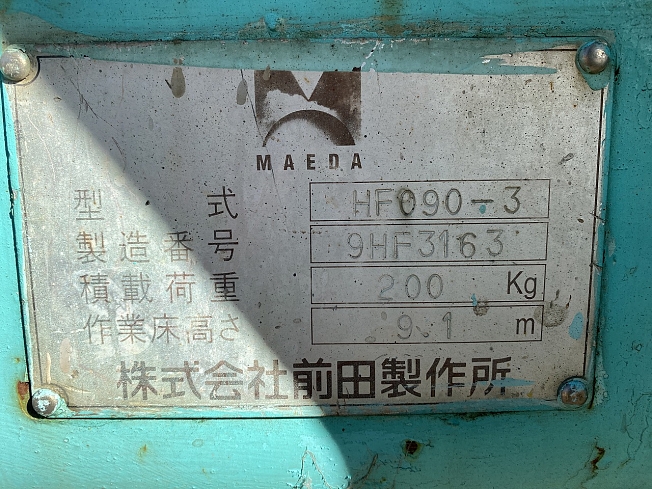 MAEDA
型式 HF090-3
製造番号 9HF3163
積載荷重 200 Kg
作業床高さ 9.1 m
株式会社前田製作所